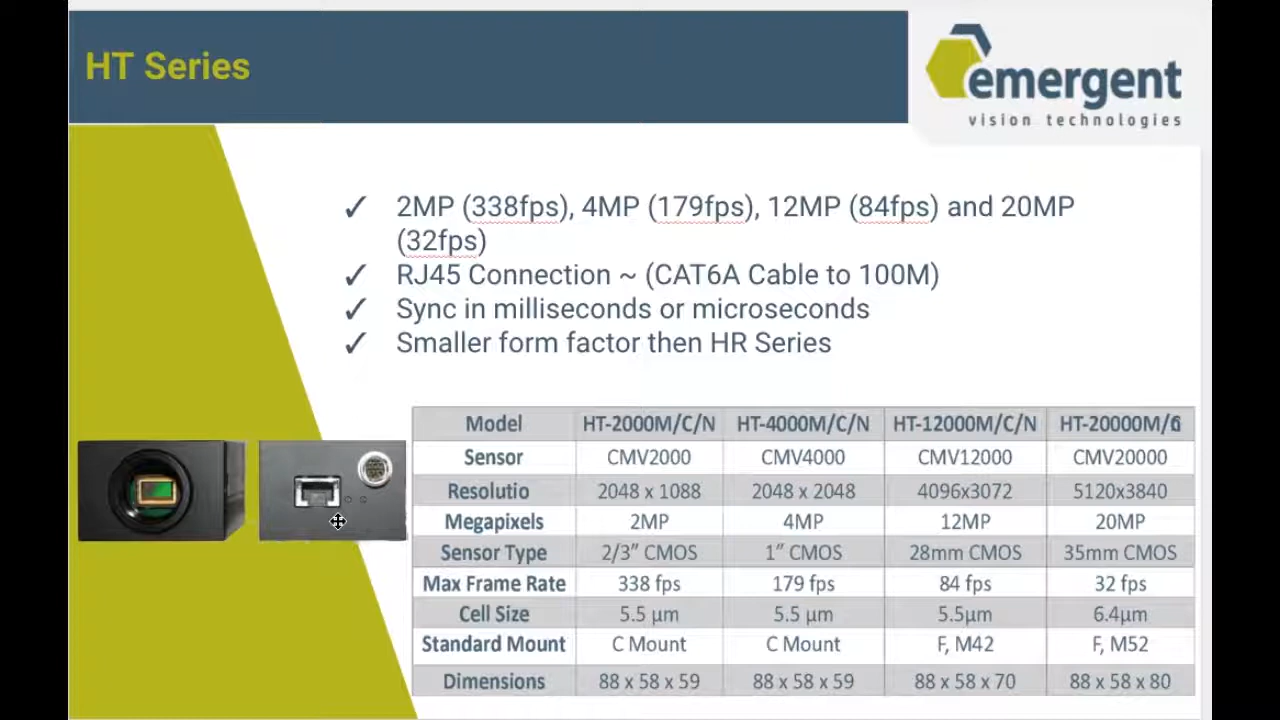 HT Series
emergent
vision technologies
✓ 2MP (338fps), 4MP (179fps), 12MP (84fps) and 20MP
(32fps)
✓ RJ45 Connection ~ (CAT6A Cable to 100M)
✓ Sync in milliseconds or microseconds
✓ Smaller form factor then HR Series
Model HT-2000M/C/N HT-4000M/C/N HT-12000M/C/N HT-20000M/6
Sensor CMV2000 CMV4000 CMV12000 CMV20000
Resolutio 2048 x 1088 2048 x 2048 4096x3072 5120x3840
Megapixels 2MP 4MP 12MP 20MP
Sensor Type 2/3” CMOS 1” CMOS 28mm CMOS 35mm CMOS
Max Frame Rate 338 fps 179 fps 84 fps 32 fps
Cell Size 5.5 µm 5.5 µm 5.5µm 6.4µm
Standard Mount C Mount C Mount F, M42 F, M52
Dimensions 88 x 58 x 59 88 x 58 x 59 88 x 58 x 70 88 x 58 x 80